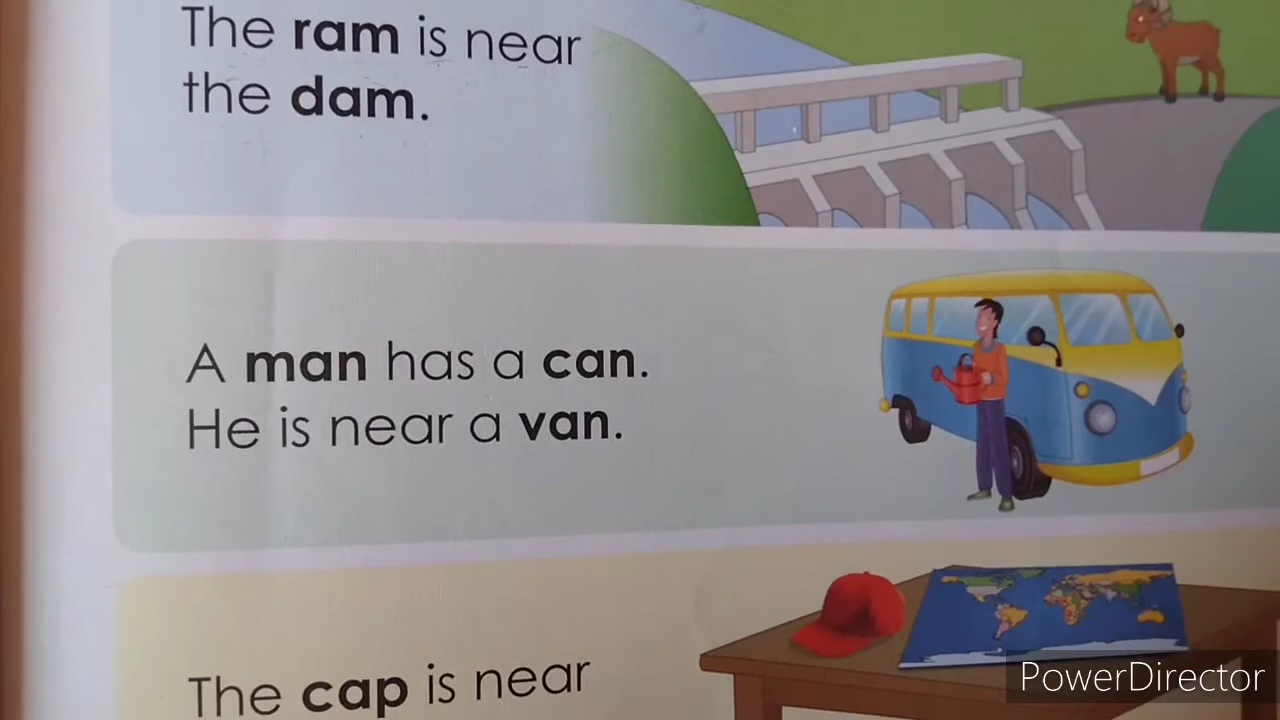 The ram is near
the dam.
A man has a can.
He is near a van.
The cap is near
PowerDirector